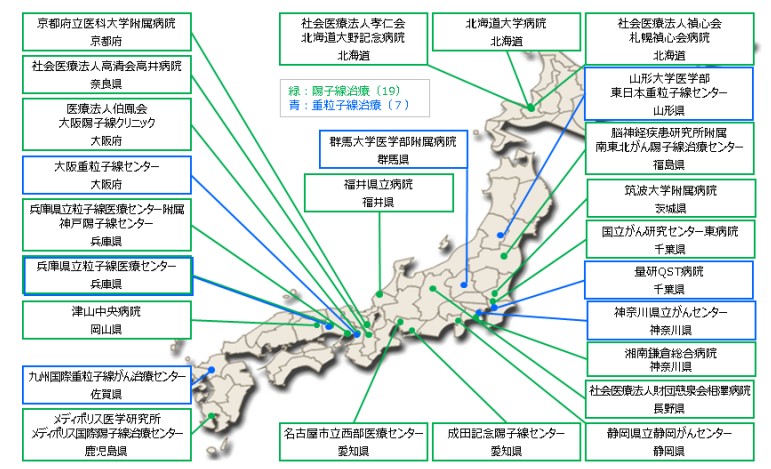 京都府立医科大学附属病院
京都府
社会医療法人高清会高井病院
奈良県
医療法人伯鳳会
大阪陽子線クリニック
大阪府
大阪重粒子線センター
大阪府
兵庫県立粒子線医療センター附属
神戸陽子線センター
兵庫県
兵庫県立粒子線医療センター
兵庫県
津山中央病院
岡山県
九州国際重粒子線がん治療センター
佐賀県
メディポリス医学研究所
メディポリス国際陽子線治療センター
鹿児島県
社会医療法人孝仁会
北海道大野記念病院
北海道
北海道大学病院
北海道
社会医療法人禎心会
札幌禎心会病院
北海道
緑：陽子線治療（19）
青：重粒子線治療（７）
群馬大学医学部附属病院
群馬県
福井県立病院
福井県
山形大学医学部
東日本重粒子線センター
山形県
脳神経疾患研究所附属
南東北がん陽子線治療センター
福島県
筑波大学附属病院
茨城県
国立がん研究センター東病院
千葉県
量研QST病院
千葉県
神奈川県立がんセンター
神奈川県
湘南鎌倉総合病院
神奈川県
社会医療法人財団慈泉会相澤病院
長野県
名古屋市立西部医療センター
愛知県
成田記念陽子線センター
愛知県
静岡県立静岡がんセンター
静岡県